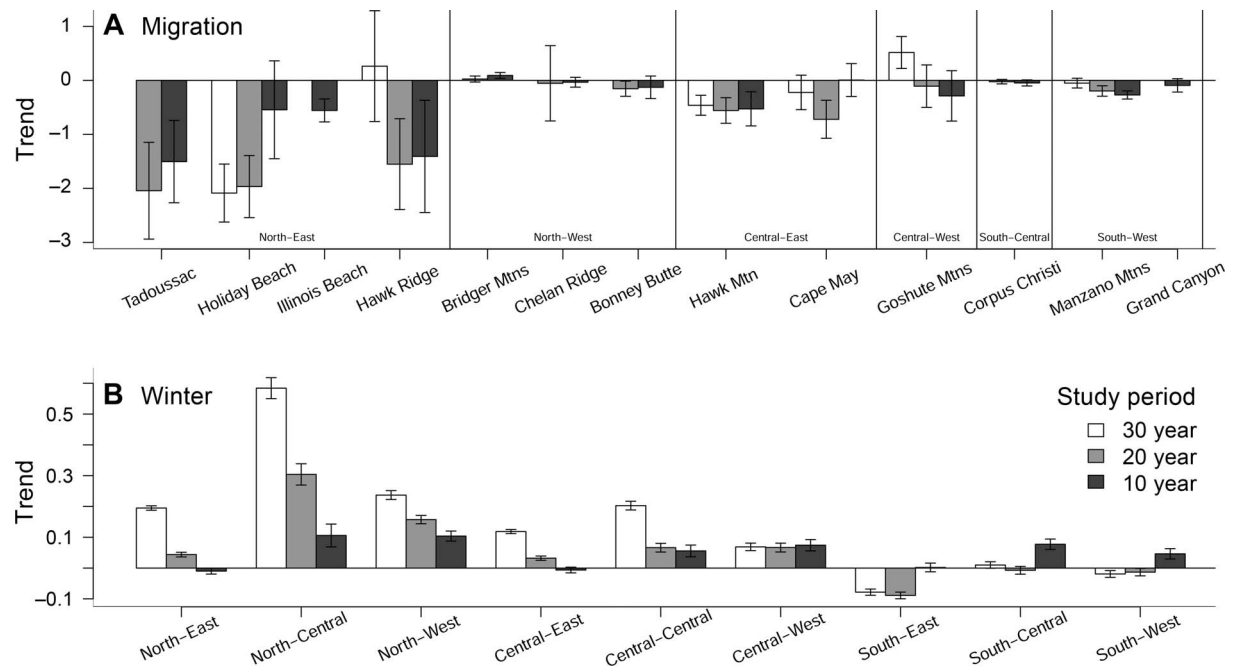 A Migration
1
0
−1
−2
−3
Trend
North−East
North−West
Central−East
Central−West
South−Central
South−West
Tadoussac
Holiday Beach
Illinois Beach
Hawk Ridge
Bridger Mtns
Chelan Ridge
Bonney Butte
Hawk Mtn
Cape May
Goshute Mtns
Corpus Christi
Manzano Mtns
Grand Canyon
B Winter
0.5
0.3
0.1
−0.1
Trend
Study period
30 year
20 year
10 year
North−East
North−Central
North−West
Central−East
Central−Central
Central−West
South−East
South−Central
South−West